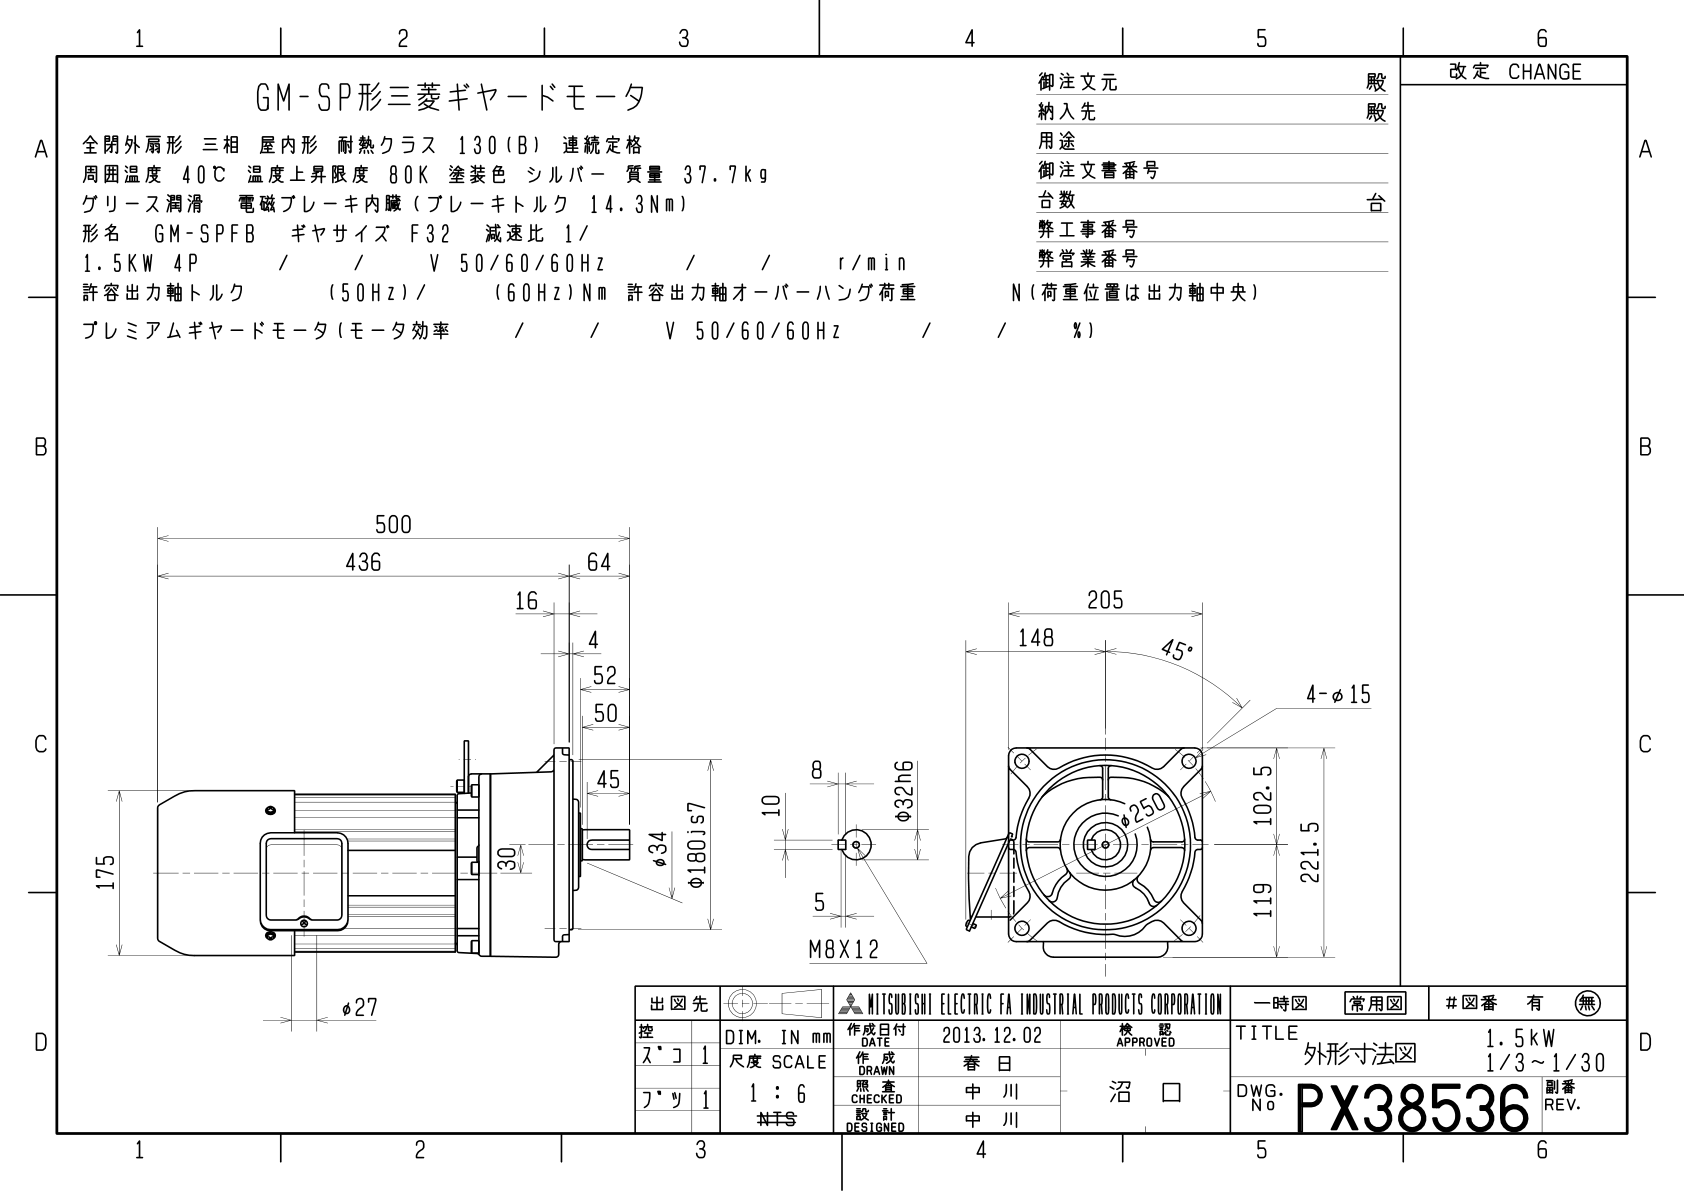 1 2 3 4 5 6
改定 CHANGE
GM-SP形三菱ギヤードモータ
全閉外扇形 三相 屋内形 耐熱クラス 130(B) 連続定格
周囲温度 40℃ 温度上昇限度 80K 塗装色 シルバー 質量 37.7kg
グリース潤滑 電磁ブレーキ内臓(ブレーキトルク 14.3Nm)
形名 GM-SPFB ギヤサイズ F32 減速比 1/
1.5KW 4P / / V 50/60/60Hz / / r/min
許容出力軸トルク (50Hz)/ (60Hz)Nm 許容出力軸オーバーハング荷重 N(荷重位置は出力軸中央)
プレミアムギヤードモータ(モータ効率 / / V 50/60/60Hz / / %)
御注文元 殿
納入先 殿
用途
御注文書番号
台数 台
弊工事番号
弊営業番号
A A
B B
C C
D D
500
436 64
16
4
52
50
45
30
175
φ27
φ34
Φ180js7
8
10
Φ32h6
5
M8X12
205
148
45°
4-φ15
φ250
102.5
221.5
119
出図先
控
ズコ 1
ブツ 1
DIM. IN mm
尺度 SCALE
1 : 6
NTS
MITSUBISHI ELECTRIC FA INDUSTRIAL PRODUCTS CORPORATION
作成日付 DATE 2013.12.02
作成 DRAWN 春日
照査 CHECKED 中川
設計 DESIGNED 中川
検認 APPROVED
沼口
一時図 常用図 #図番 有 無
TITLE 外形寸法図
1.5kW
1/3~1/30
DWG. No PX38536
副番 REV.
1 2 3 4 5 6